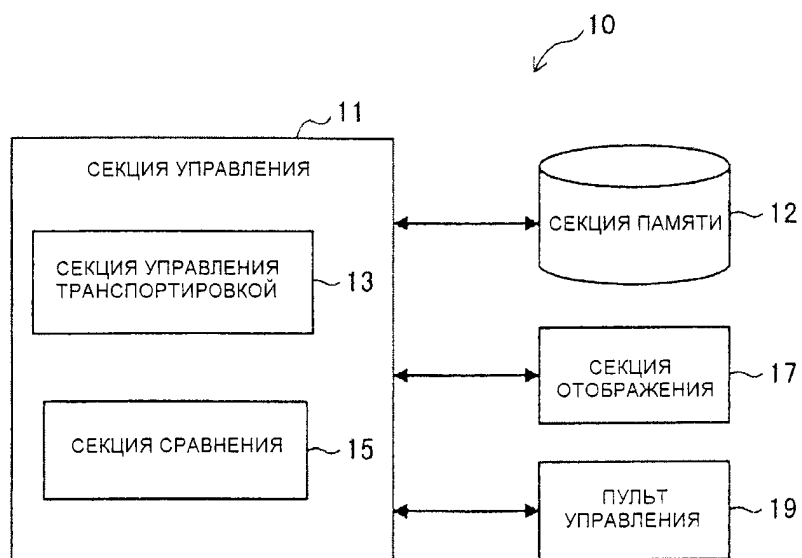 10
11
СЕКЦИЯ УПРАВЛЕНИЯ
СЕКЦИЯ УПРАВЛЕНИЯ
ТРАНСПОРТИРОВКОЙ
13
СЕКЦИЯ СРАВНЕНИЯ
15
СЕКЦИЯ ПАМЯТИ
12
СЕКЦИЯ
ОТОБРАЖЕНИЯ
17
ПУЛЬТ
УПРАВЛЕНИЯ
19